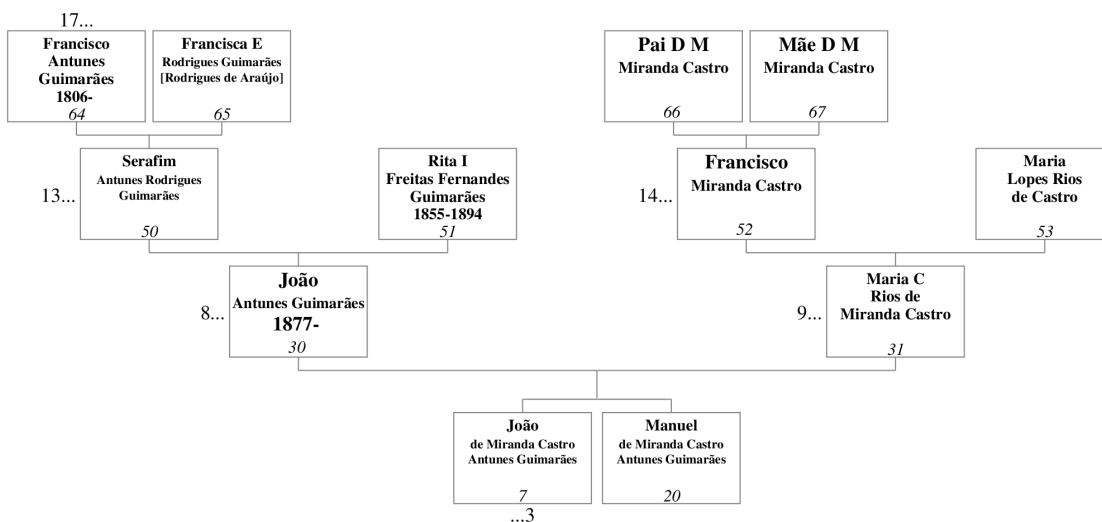 17...
Francisco
Antunes
Guimarães
1806-
64
Francisca E
Rodrigues Guimarães
[Rodrigues de Araújo]
65
Pai D M
Miranda Castro
66
Mãe D M
Miranda Castro
67
13...
Serafim
Antunes Rodrigues
Guimarães
50
Rita I
Freitas Fernandes
Guimarães
1855-1894
51
14...
Francisco
Miranda Castro
52
Maria
Lopes Rios
de Castro
53
8...
João
Antunes Guimarães
1877-
30
9...
Maria C
Rios de
Miranda Castro
31
João
de Miranda Castro
Antunes Guimarães
7
...3
Manuel
de Miranda Castro
Antunes Guimarães
20